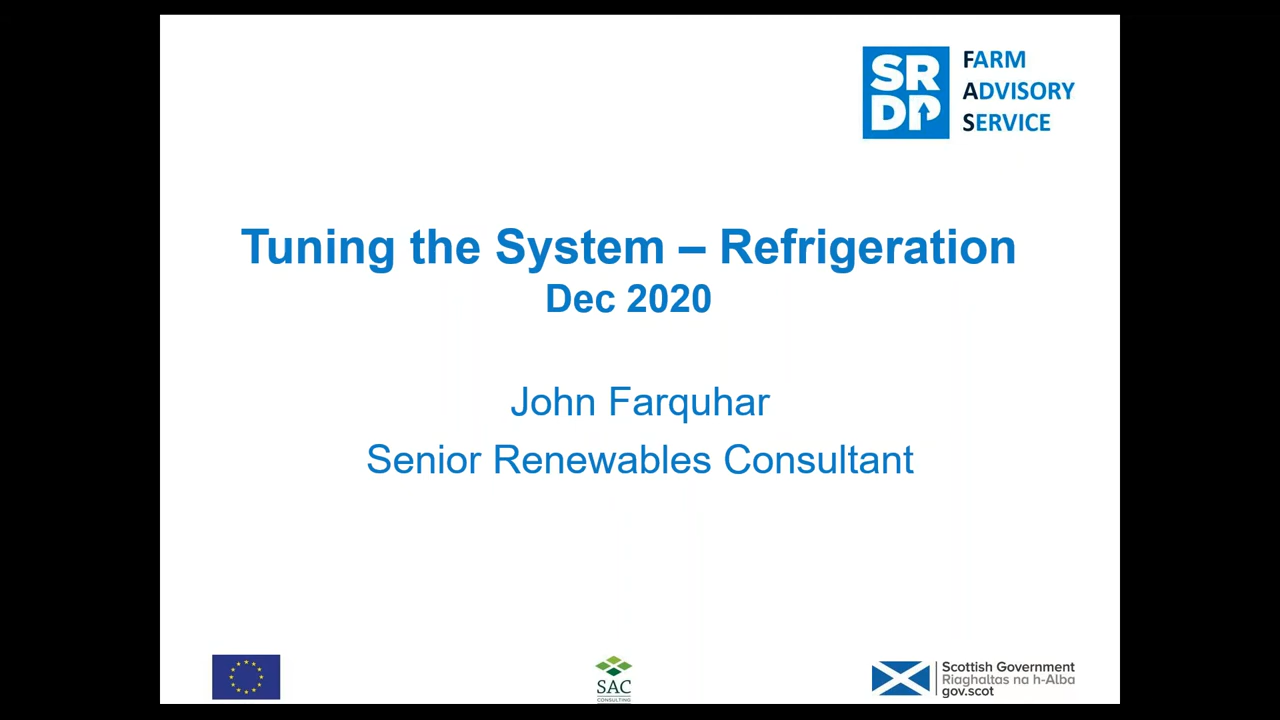 SR
DP
FARM
ADVISORY
SERVICE
Tuning the System – Refrigeration
Dec 2020
John Farquhar
Senior Renewables Consultant
SAC
CONSULTING
Scottish Government
Riaghaltas na h-Alba
gov.scot